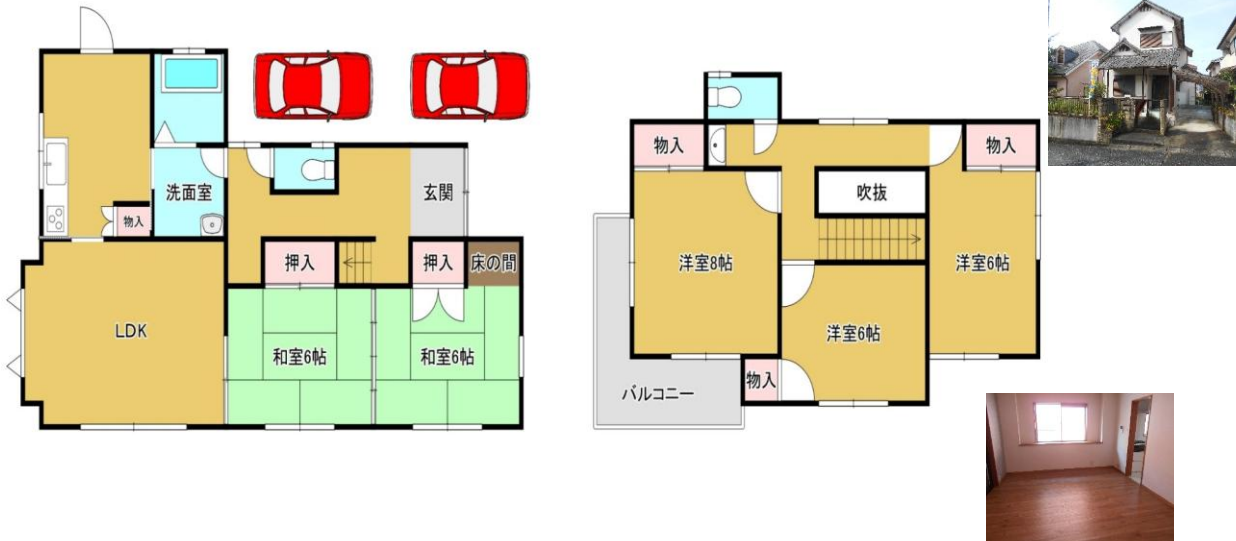 洗面室
玄関
物入
押入
押入
床の間
LDK
和室6帖
和室6帖
物入
物入
吹抜
洋室8帖
洋室6帖
洋室6帖
物入
バルコニー